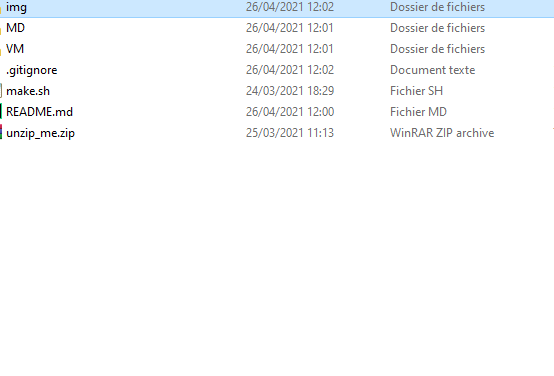 img 26/04/2021 12:02 Dossier de fichiers
MD 26/04/2021 12:01 Dossier de fichiers
VM 26/04/2021 12:01 Dossier de fichiers
.gitignore 26/04/2021 12:02 Document texte
make.sh 24/03/2021 18:29 Fichier SH
README.md 26/04/2021 12:00 Fichier MD
unzip_me.zip 25/03/2021 11:13 WinRAR ZIP archive